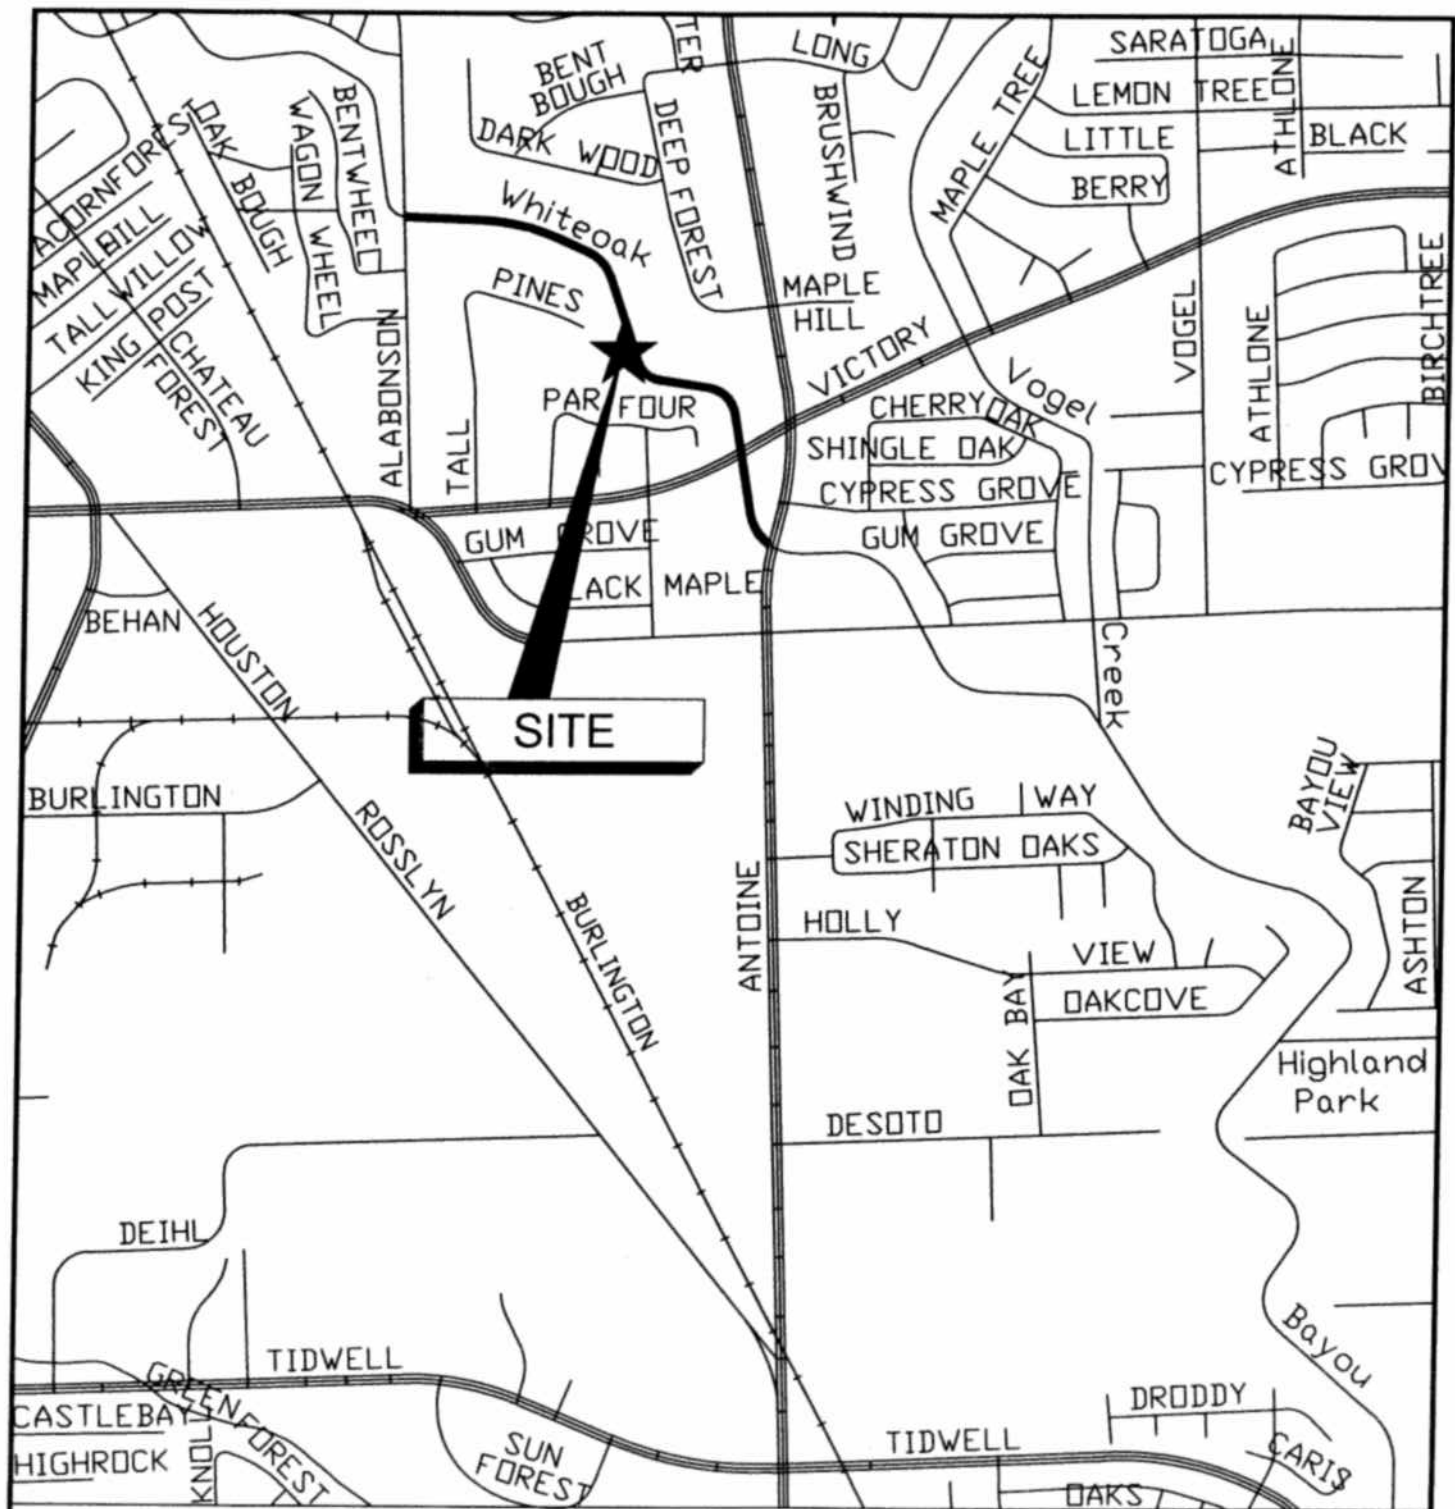 SARATOGA
LONG
TER
BENT
BOUGH
LEMON TREE
ATHLONE
OAK
BOUGH
WAGON WHEEL
BENTWHEEL
DEEP FOREST
BRUSHWIND
MAPLE TREE
LITTLE
BLACK
DARK WOOD
BERRY
ACORNFOREST
MAPLE HILL
TALL WILLOW
KING POST
CHATEAU
FOREST
Whiteoak
PINES
MAPLE
HILL
VICTORY
VOGEL
BIRCHTREE
ALABONSON
TALL
PAR FOUR
CHERRY OAK
Vogel
ATHLONE
SHINGLE OAK
CYPRESS GROV
CYPRESS GROVE
GUM ROVE
GUM GROVE
LACK MAPLE
BEHAN
HOUSTON
Creek
SITE
BURLINGTON
ROSSLYN
WINDING WAY
BAYOU
VIEW
SHERATON OAKS
ANTOINE
BURLINGTON
HOLLY
VIEW
ASHTON
OAK BAY
OAKCOVE
Highland
Park
DESOTO
DEIHL
Bayou
TIDWELL
GREENFOREST
CASTLEBAY
KNOLL
HIGHROCK
SUN
FOREST
TIDWELL
DRODDY
CARIS
OAKS